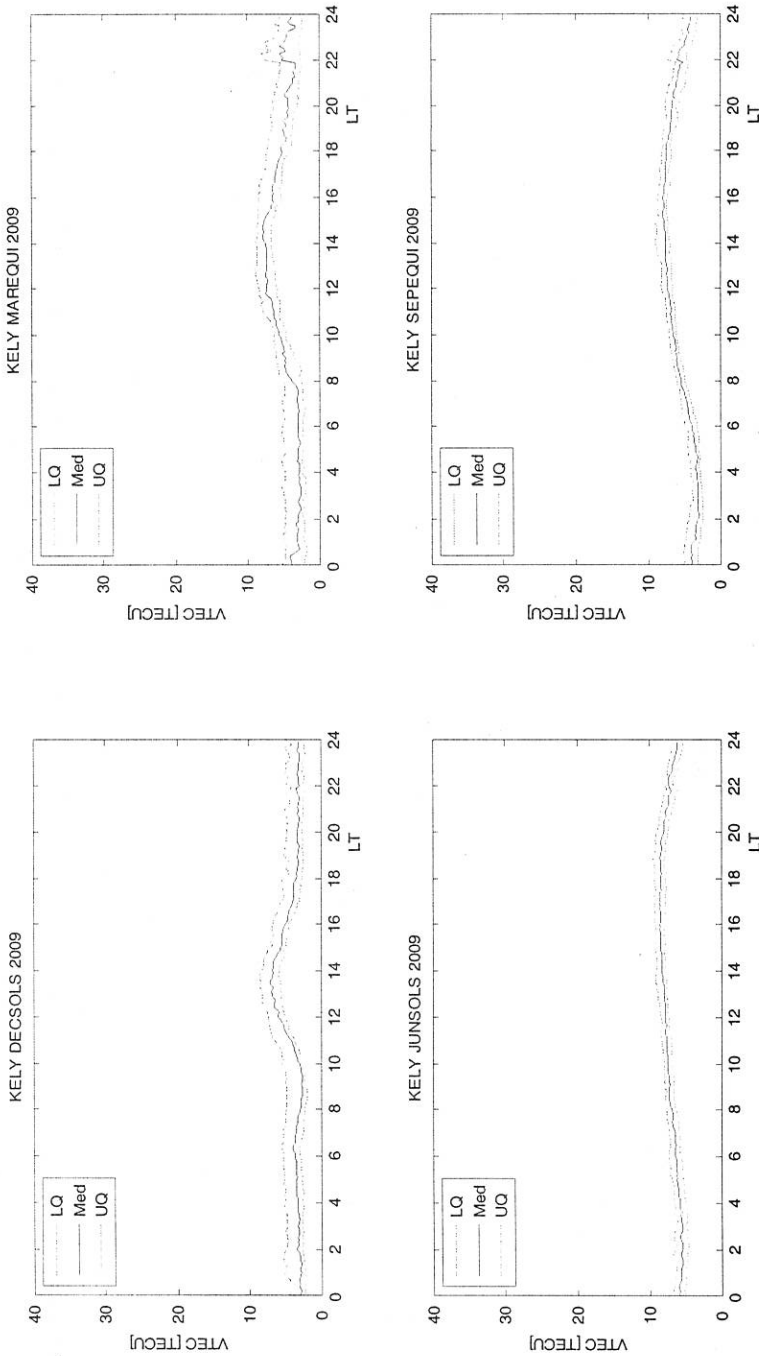 KELY DECSOLS 2009
LQ
Med
UQ
40
30
20
10
0
VTEC [TECU]
0 2 4 6 8 10 12 14 16 18 20 22 24
LT
KELY MAREQUI 2009
LQ
Med
UQ
40
30
20
10
0
VTEC [TECU]
0 2 4 6 8 10 12 14 16 18 20 22 24
LT
KELY JUNSOLS 2009
LQ
Med
UQ
40
30
20
10
0
VTEC [TECU]
0 2 4 6 8 10 12 14 16 18 20 22 24
LT
KELY SEPEQUI 2009
LQ
Med
UQ
40
30
20
10
0
VTEC [TECU]
0 2 4 6 8 10 12 14 16 18 20 22 24
LT